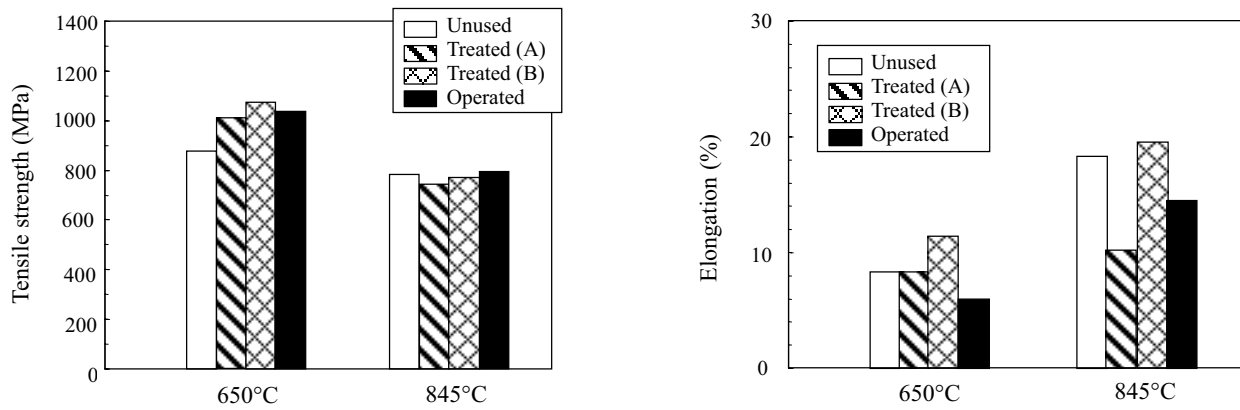 Tensile strength (MPa)
1400
1200
1000
800
600
400
200
0
Unused
Treated (A)
Treated (B)
Operated
650°C
845°C
Elongation (%)
30
20
10
0
Unused
Treated (A)
Treated (B)
Operated
650°C
845°C